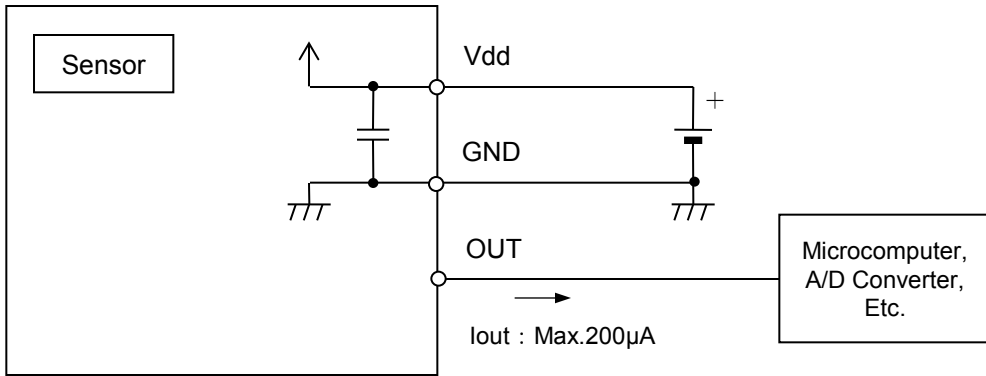 Sensor
Vdd
+
GND
OUT
Iout : Max.200µA
Microcomputer,
A/D Converter,
Etc.